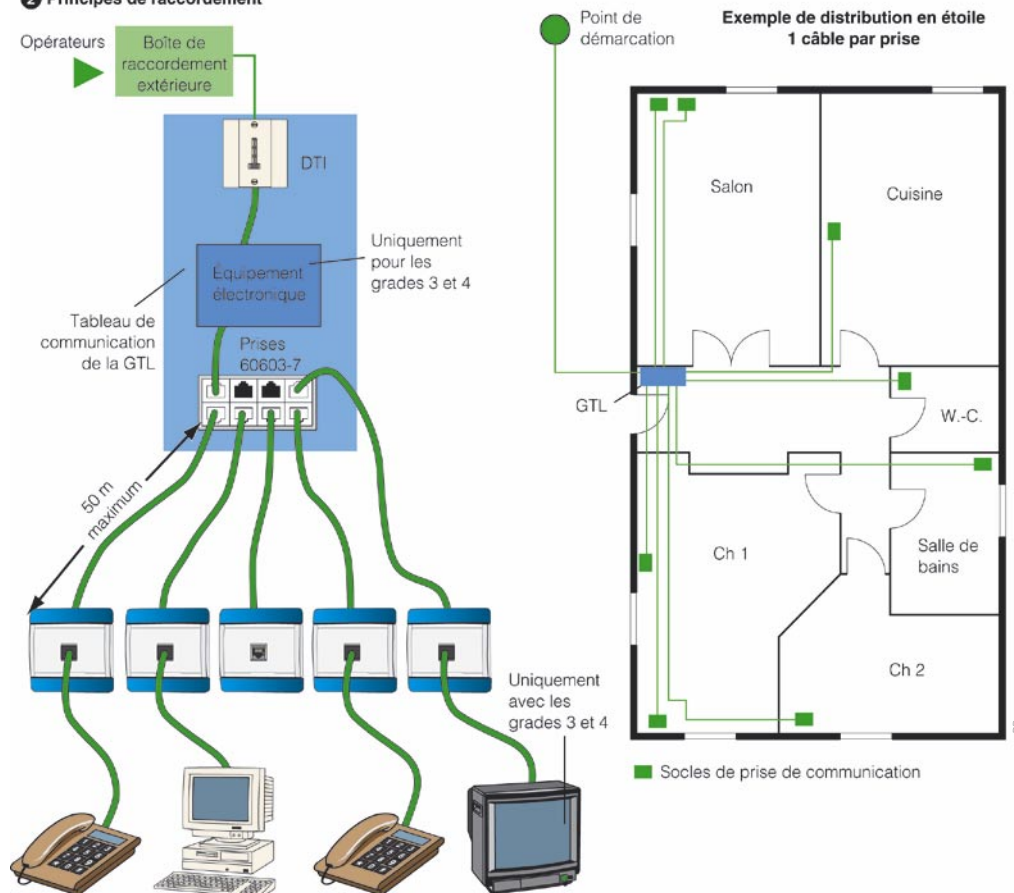 2 Principes de raccordement
Opérateurs
Boîte de
raccordement
extérieure
DTI
Uniquement
pour les
grades 3 et 4
Équipement
électronique
Tableau de
communication
de la GTL
Prises
60603-7
50 m
maximum
Uniquement
avec les
grades 3 et 4
Point de
démarcation
Exemple de distribution en étoile
1 câble par prise
Salon
Cuisine
GTL
W.-C.
Ch 1
Salle de
bains
Ch 2
Socles de prise de communication